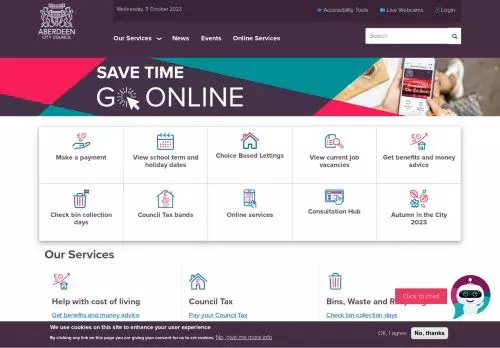 Wednesday, 11 October 2023
Accessibility Tools
Live Webcams
Login
ABERDEEN
CITY COUNCIL
Our Services
News
Events
Online Services
Search
SAVE TIME
GO ONLINE
Make a payment
View school term and
holiday dates
Choice Based Lettings
View current job
vacancies
Get benefits and money
advice
Check bin collection
days
Council Tax bands
Online services
Consultation Hub
Autumn in the City
2023
Our Services
Help with cost of living
Council Tax
Bins, Waste and
Get benefits and money advice
Pay your Council Tax
Check bin collection days
Click to chat!
We use cookies on this site to enhance your user experience
By clicking any link on this page you are giving your consent for us to set cookies. No, give me more info
OK, I agree
No, thanks